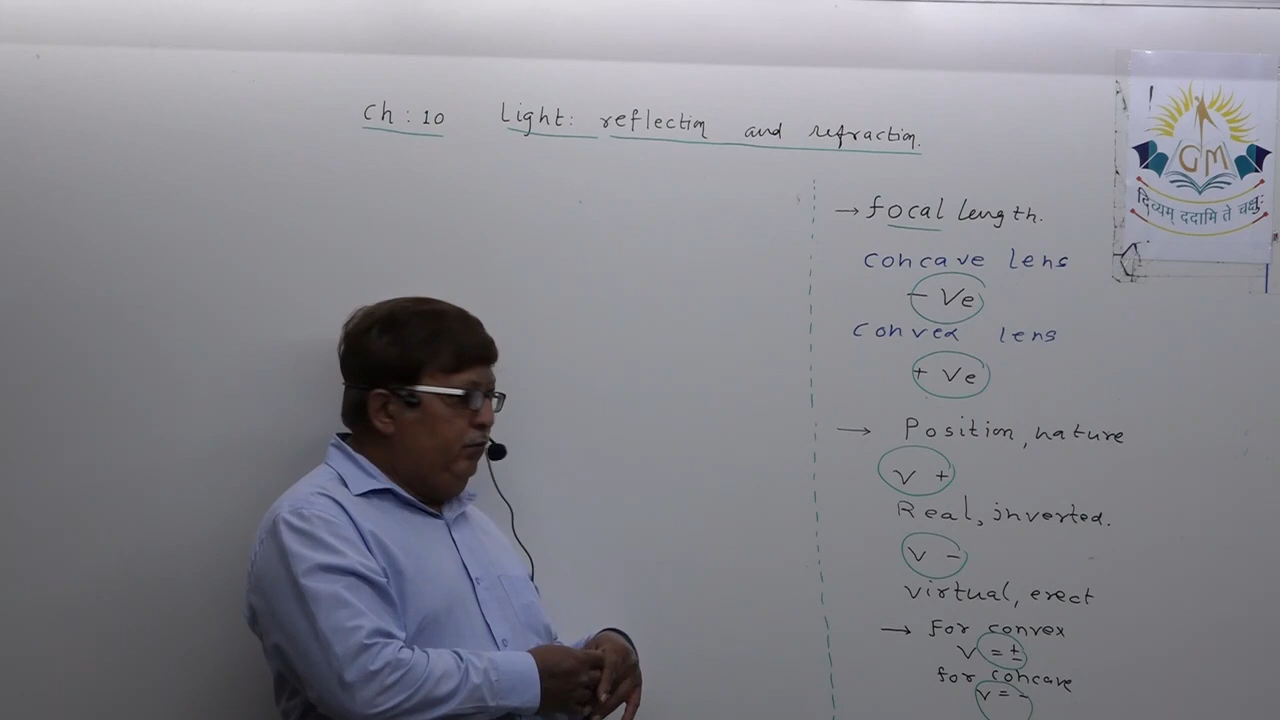 Ch : 10 Light: reflection and refraction.
→ focal length.
concave lens
- Ve
convex lens
+ Ve
→ Position, nature
v +
Real, inverted.
v -
virtual, erect
→ for convex
v = ±
for concave
v = -
GM
दिव्यम् ददामि ते चक्षुः